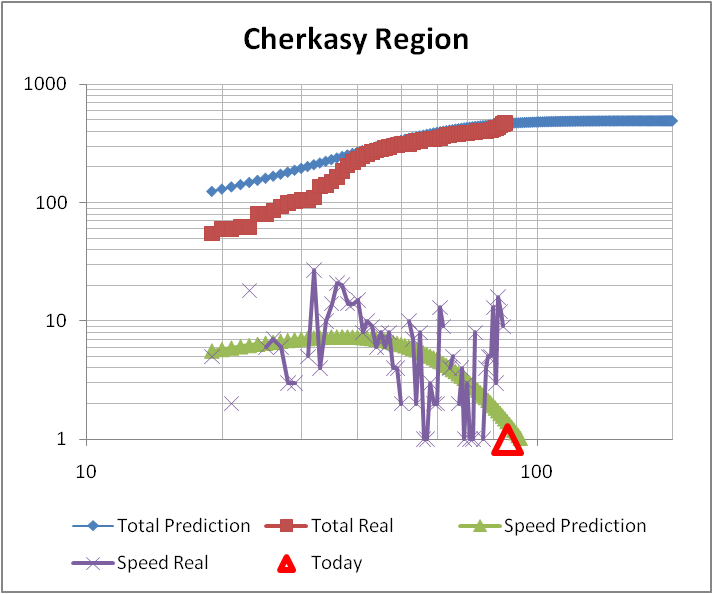 Cherkasy Region
1000
100
10
1
10 100
Total Prediction Total Real Speed Prediction
Speed Real Today